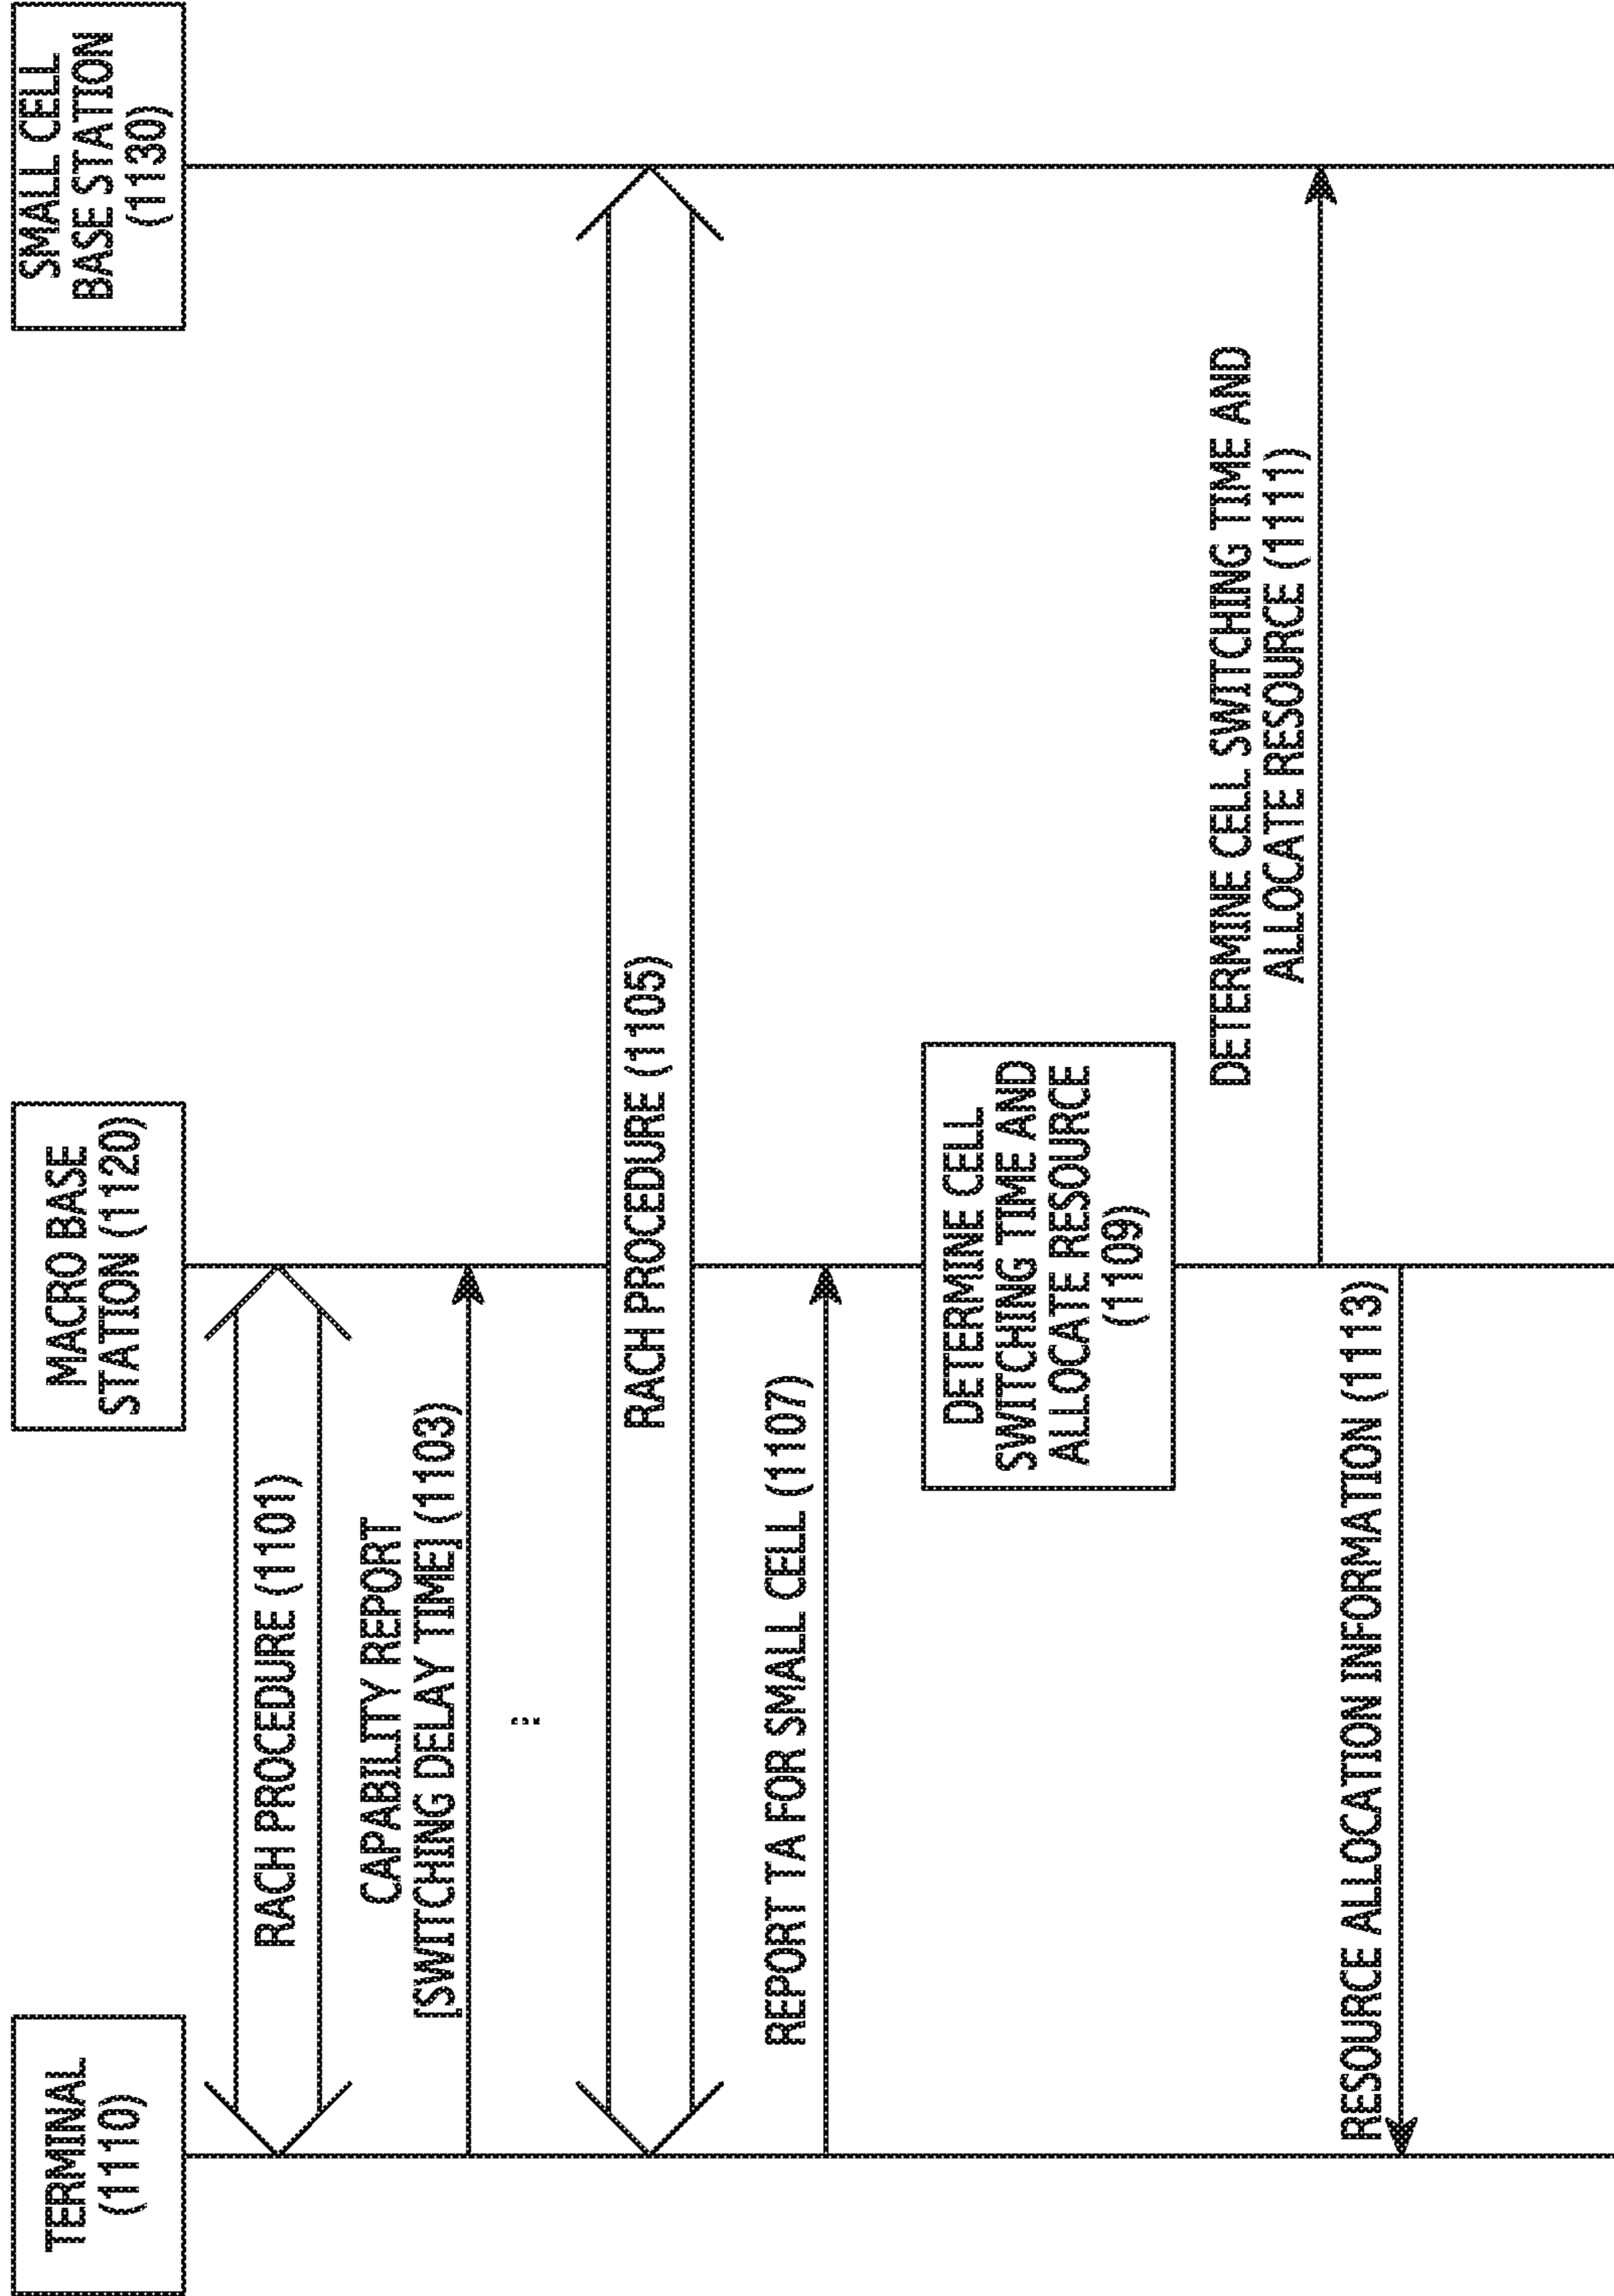 TERMINAL
(1110)
MACRO BASE
STATION (1120)
SMALL CELL
BASE STATION
(1130)
RACH PROCEDURE (1101)
CAPABILITY REPORT
[SWITCHING DELAY TIME] (1103)
RACH PROCEDURE (1105)
REPORT TA FOR SMALL CELL (1107)
DETERMINE CELL
SWITCHING TIME AND
ALLOCATE RESOURCE
(1109)
DETERMINE CELL SWITCHING TIME AND
ALLOCATE RESOURCE (1111)
RESOURCE ALLOCATION INFORMATION (1113)